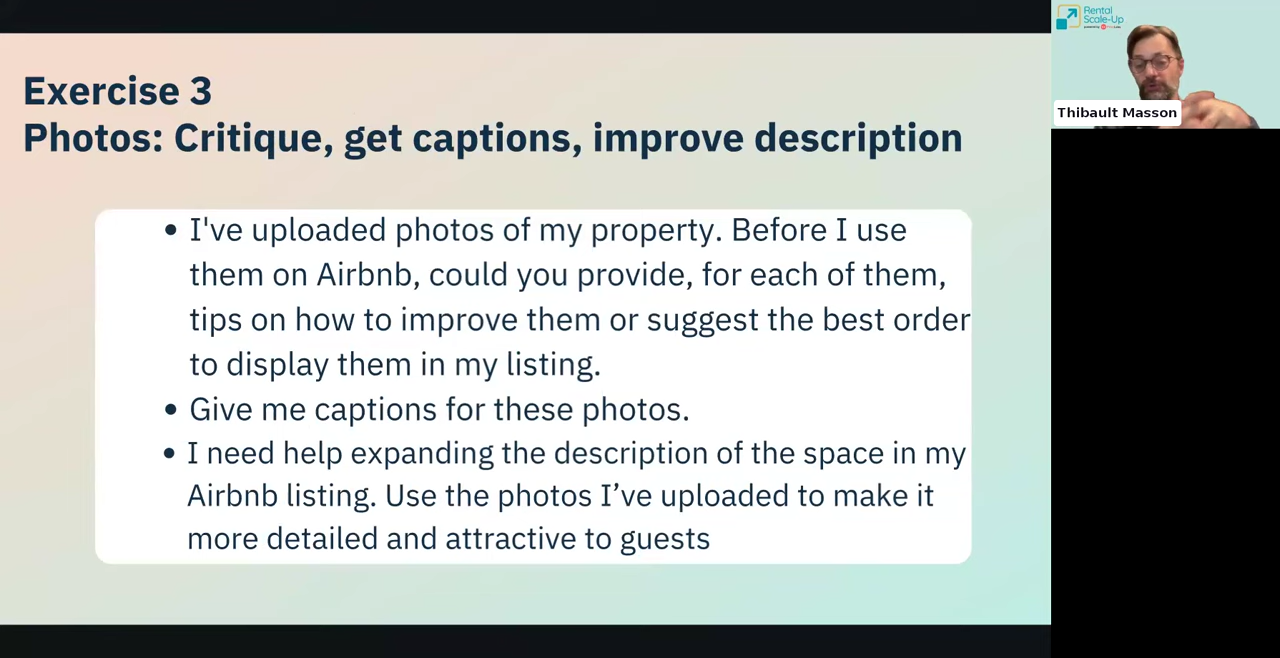 Exercise 3
Photos: Critique, get captions, improve description
• I've uploaded photos of my property. Before I use
them on Airbnb, could you provide, for each of them,
tips on how to improve them or suggest the best order
to display them in my listing.
• Give me captions for these photos.
• I need help expanding the description of the space in my
Airbnb listing. Use the photos I’ve uploaded to make it
more detailed and attractive to guests
Rental
Scale-Up
Thibault Masson